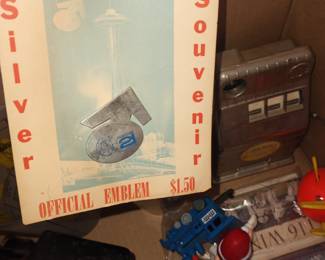 Silver
Souvenir
OFFICIAL EMBLEM $1.50